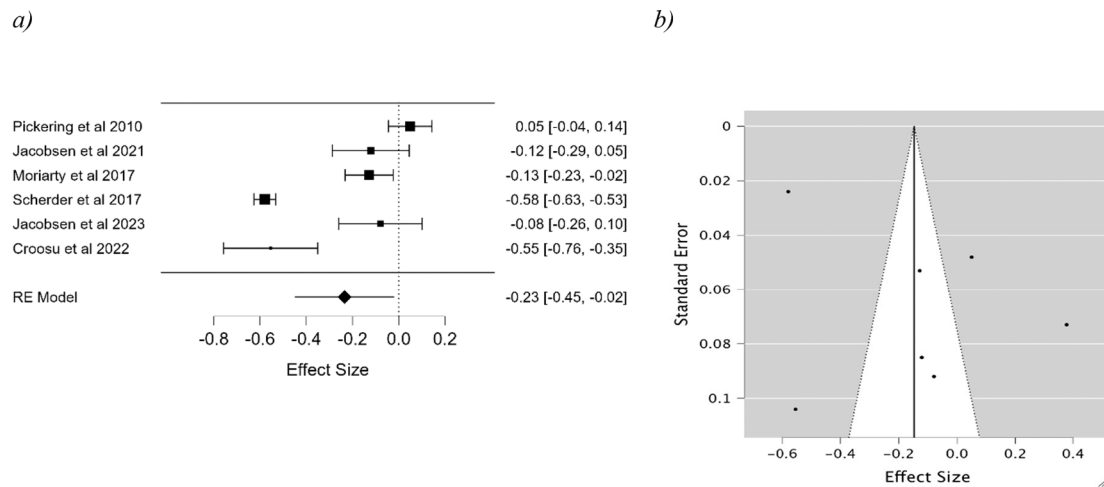 a)
Pickering et al 2010 0.05 [-0.04, 0.14]
Jacobsen et al 2021 -0.12 [-0.29, 0.05]
Moriarty et al 2017 -0.13 [-0.23, -0.02]
Scherder et al 2017 -0.58 [-0.63, -0.53]
Jacobsen et al 2023 -0.08 [-0.26, 0.10]
Croosu et al 2022 -0.55 [-0.76, -0.35]
RE Model -0.23 [-0.45, -0.02]
-0.8 -0.6 -0.4 -0.2 0.0 0.2
Effect Size
b)
Standard Error
0
0.02
0.04
0.06
0.08
0.1
−0.6 −0.4 −0.2 0.0 0.2 0.4
Effect Size